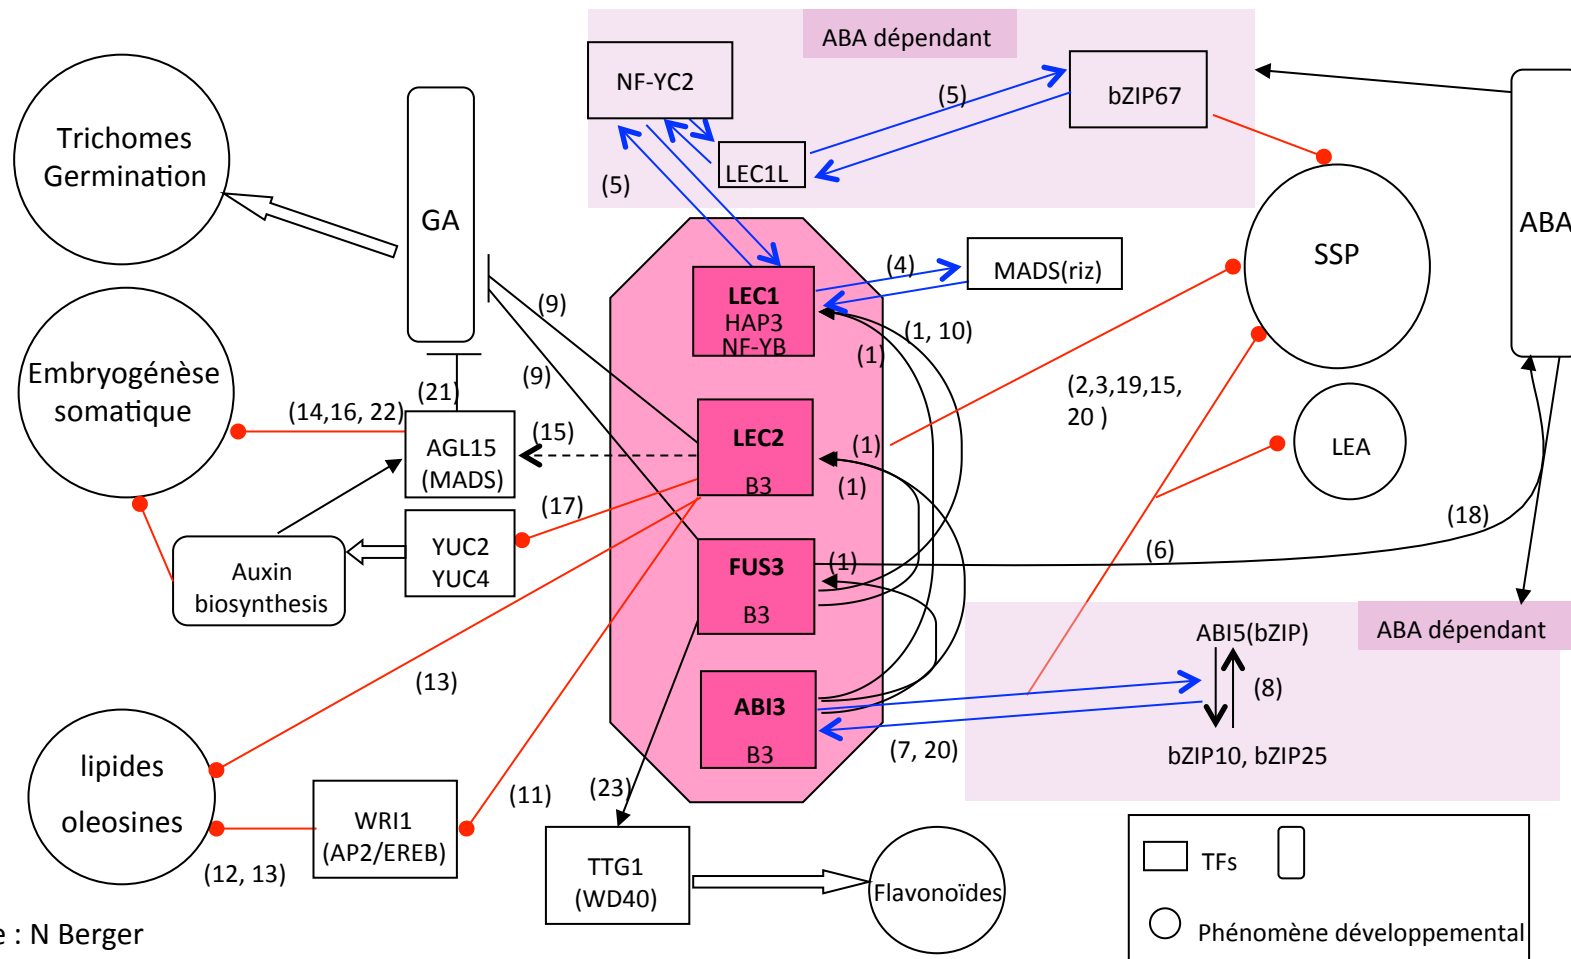 ABA dépendant
NF-YC2
bZIP67
(5)
LEC1L
(5)
Trichomes
Germination
GA
ABA
SSP
LEC1
HAP3
NF-YB
(4)
MADS(riz)
(1, 10)
(1)
(9)
(9)
Embryogénèse
somatique
(14,16, 22)
(21)
AGL15
(MADS)
(15)
LEC2
B3
(1)
(1)
(2,3,19,15,
20 )
LEA
(17)
(18)
(6)
YUC2
YUC4
Auxin
biosynthesis
FUS3
B3
(1)
ABA dépendant
ABI5(bZIP)
(8)
bZIP10, bZIP25
(13)
ABI3
B3
(7, 20)
lipides
oleosines
(11)
(23)
WRI1
(AP2/EREB)
(12, 13)
TTG1
(WD40)
Flavonoïdes
TFs
Phénomène développemental
e : N Berger